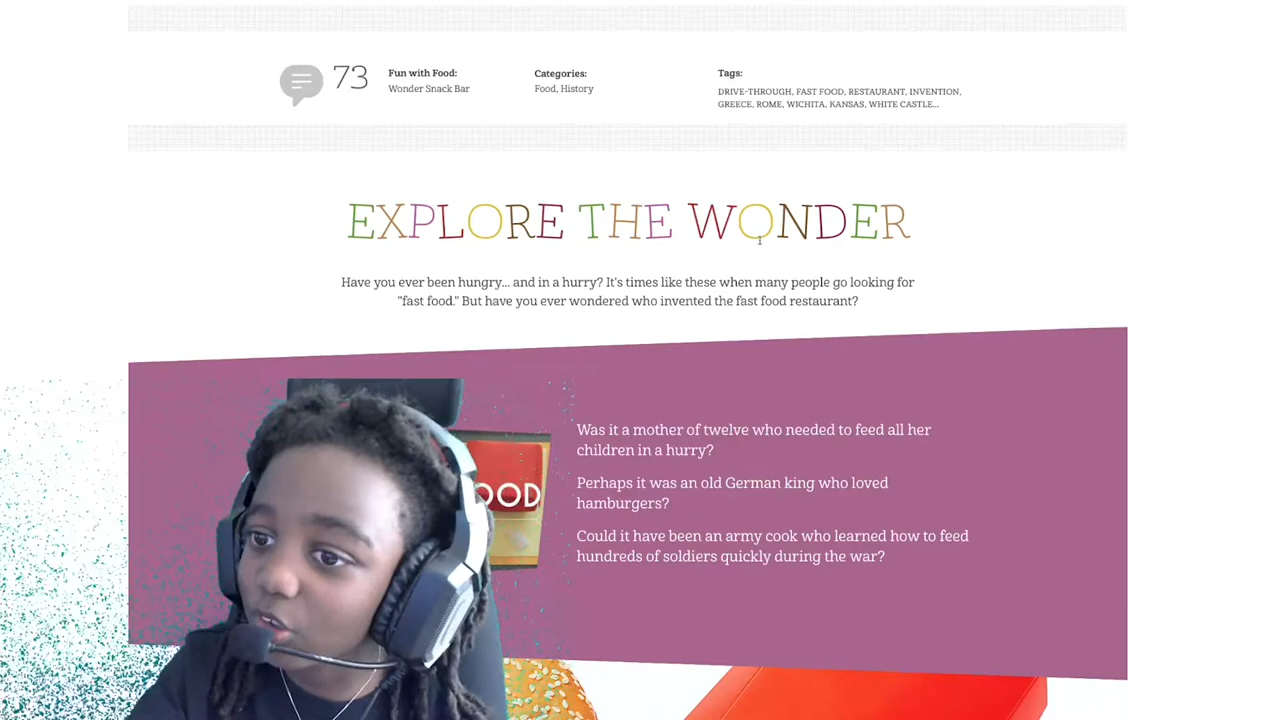 73
Fun with Food:
Wonder Snack Bar
Categories:
Food, History
Tags:
DRIVE-THROUGH, FAST FOOD, RESTAURANT, INVENTION,
GREECE, ROME, WICHITA, KANSAS, WHITE CASTLE...
EXPLORE THE WONDER
Have you ever been hungry... and in a hurry? It's times like these when many people go looking for
"fast food." But have you ever wondered who invented the fast food restaurant?
OOD
Was it a mother of twelve who needed to feed all her
children in a hurry?
Perhaps it was an old German king who loved
hamburgers?
Could it have been an army cook who learned how to feed
hundreds of soldiers quickly during the war?